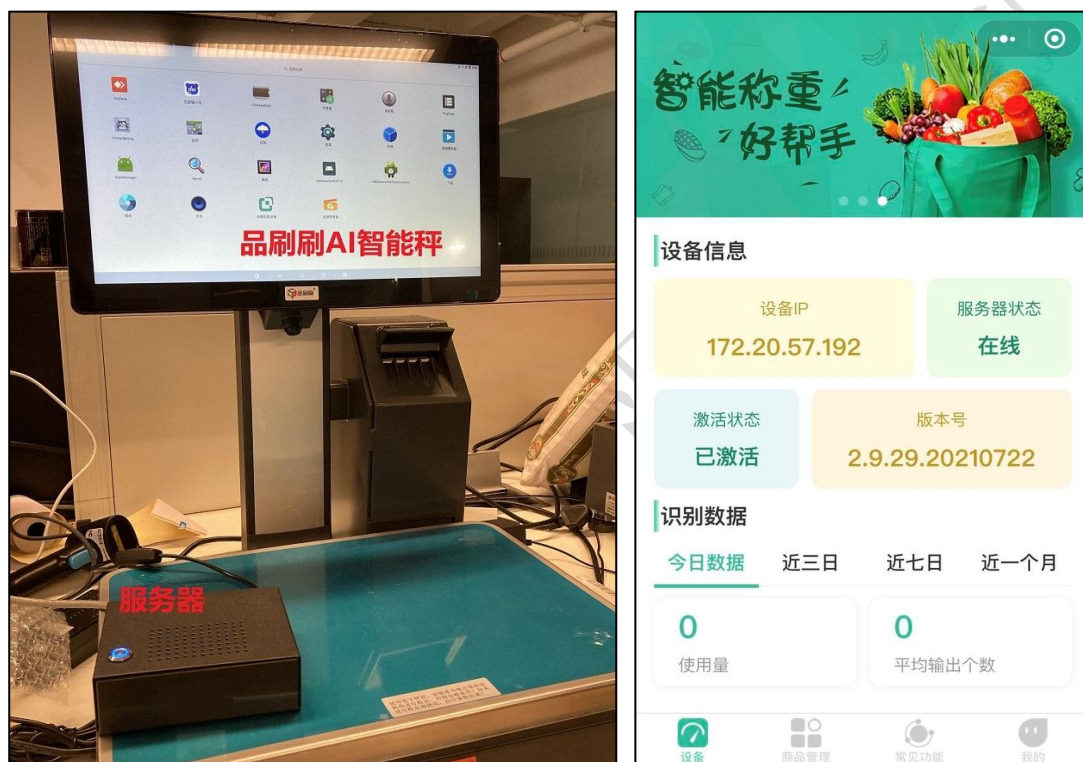 品刷刷AI智能秤
品刷刷
服务器
智能称重
好帮手
设备信息
设备IP
172.20.57.192
服务器状态
在线
激活状态
已激活
版本号
2.9.29.20210722
识别数据
今日数据
近三日
近七日
近一个月
0
使用量
0
平均输出个数
设备
商品管理
常见功能
我的